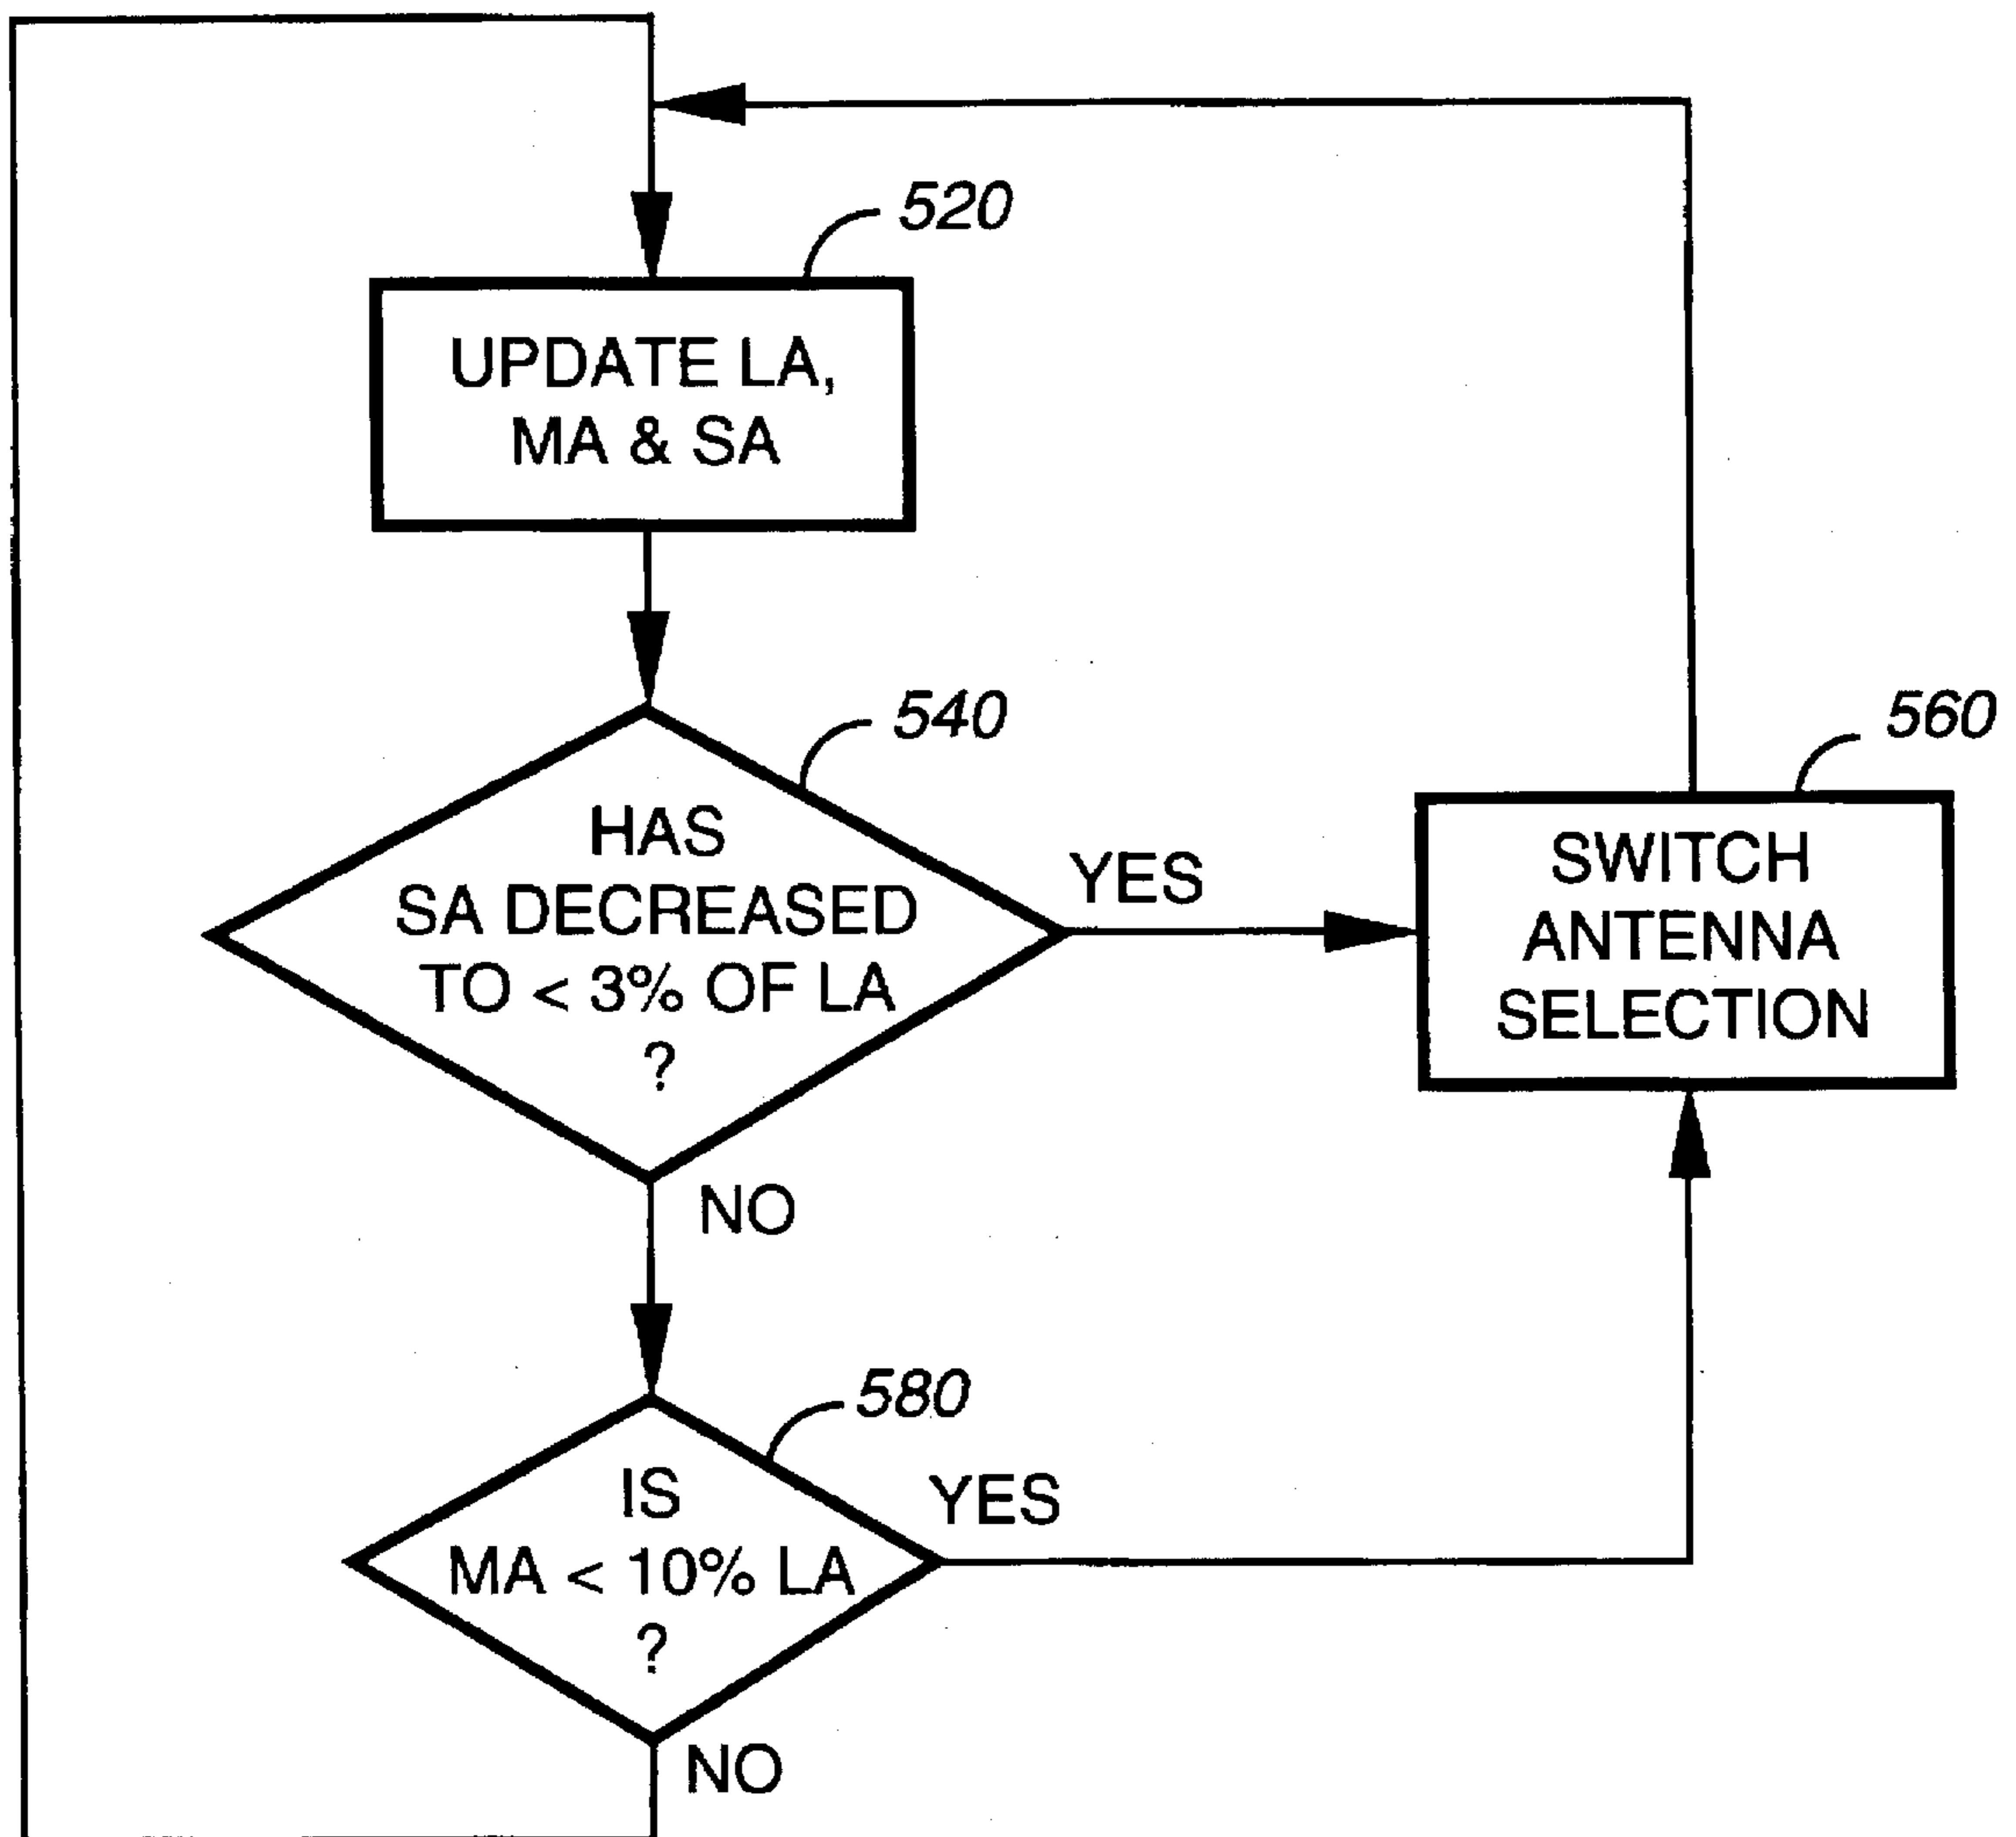 520
UPDATE LA,
MA & SA
540
HAS
SA DECREASED
TO < 3% OF LA
?
YES
560
SWITCH
ANTENNA
SELECTION
NO
580
IS
MA < 10% LA
?
YES
NO